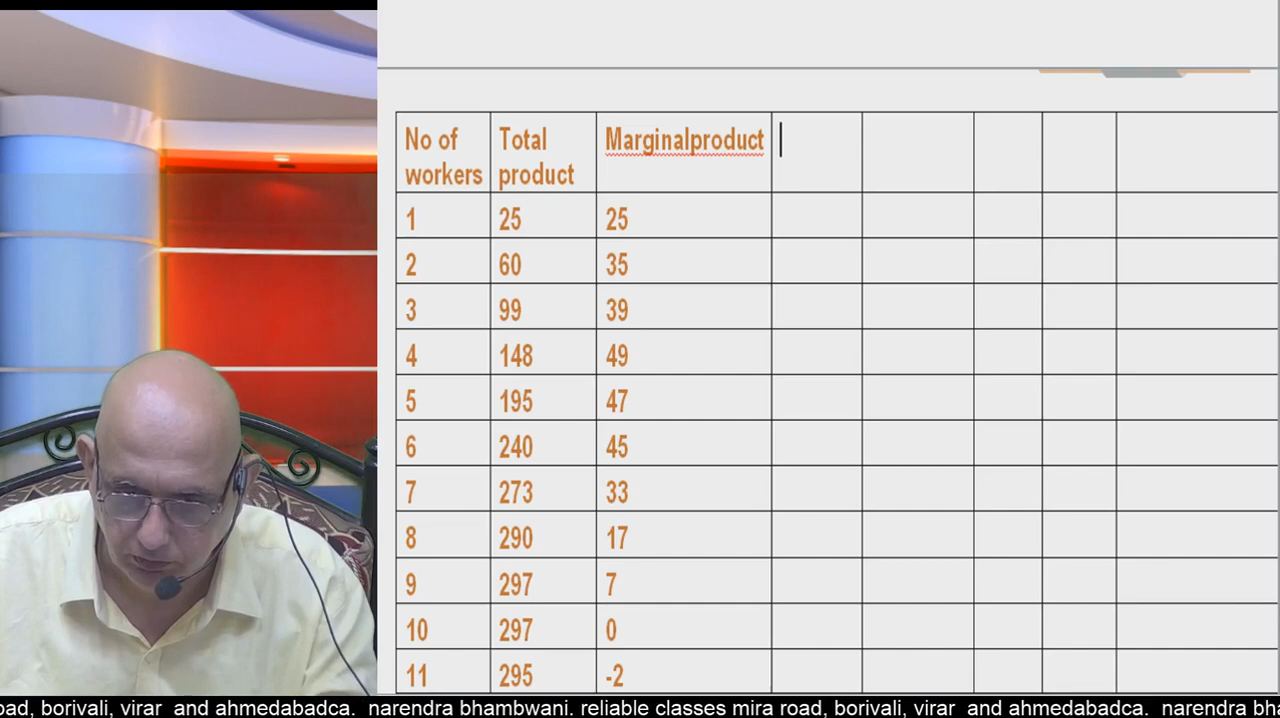 No of workers Total product Marginalproduct
1 25 25
2 60 35
3 99 39
4 148 49
5 195 47
6 240 45
7 273 33
8 290 17
9 297 7
10 297 0
11 295 -2
oad, borivali, virar and ahmedabadca. narendra bhambwani. reliable classes mira road, borivali, virar and ahmedabadca. narendra bha